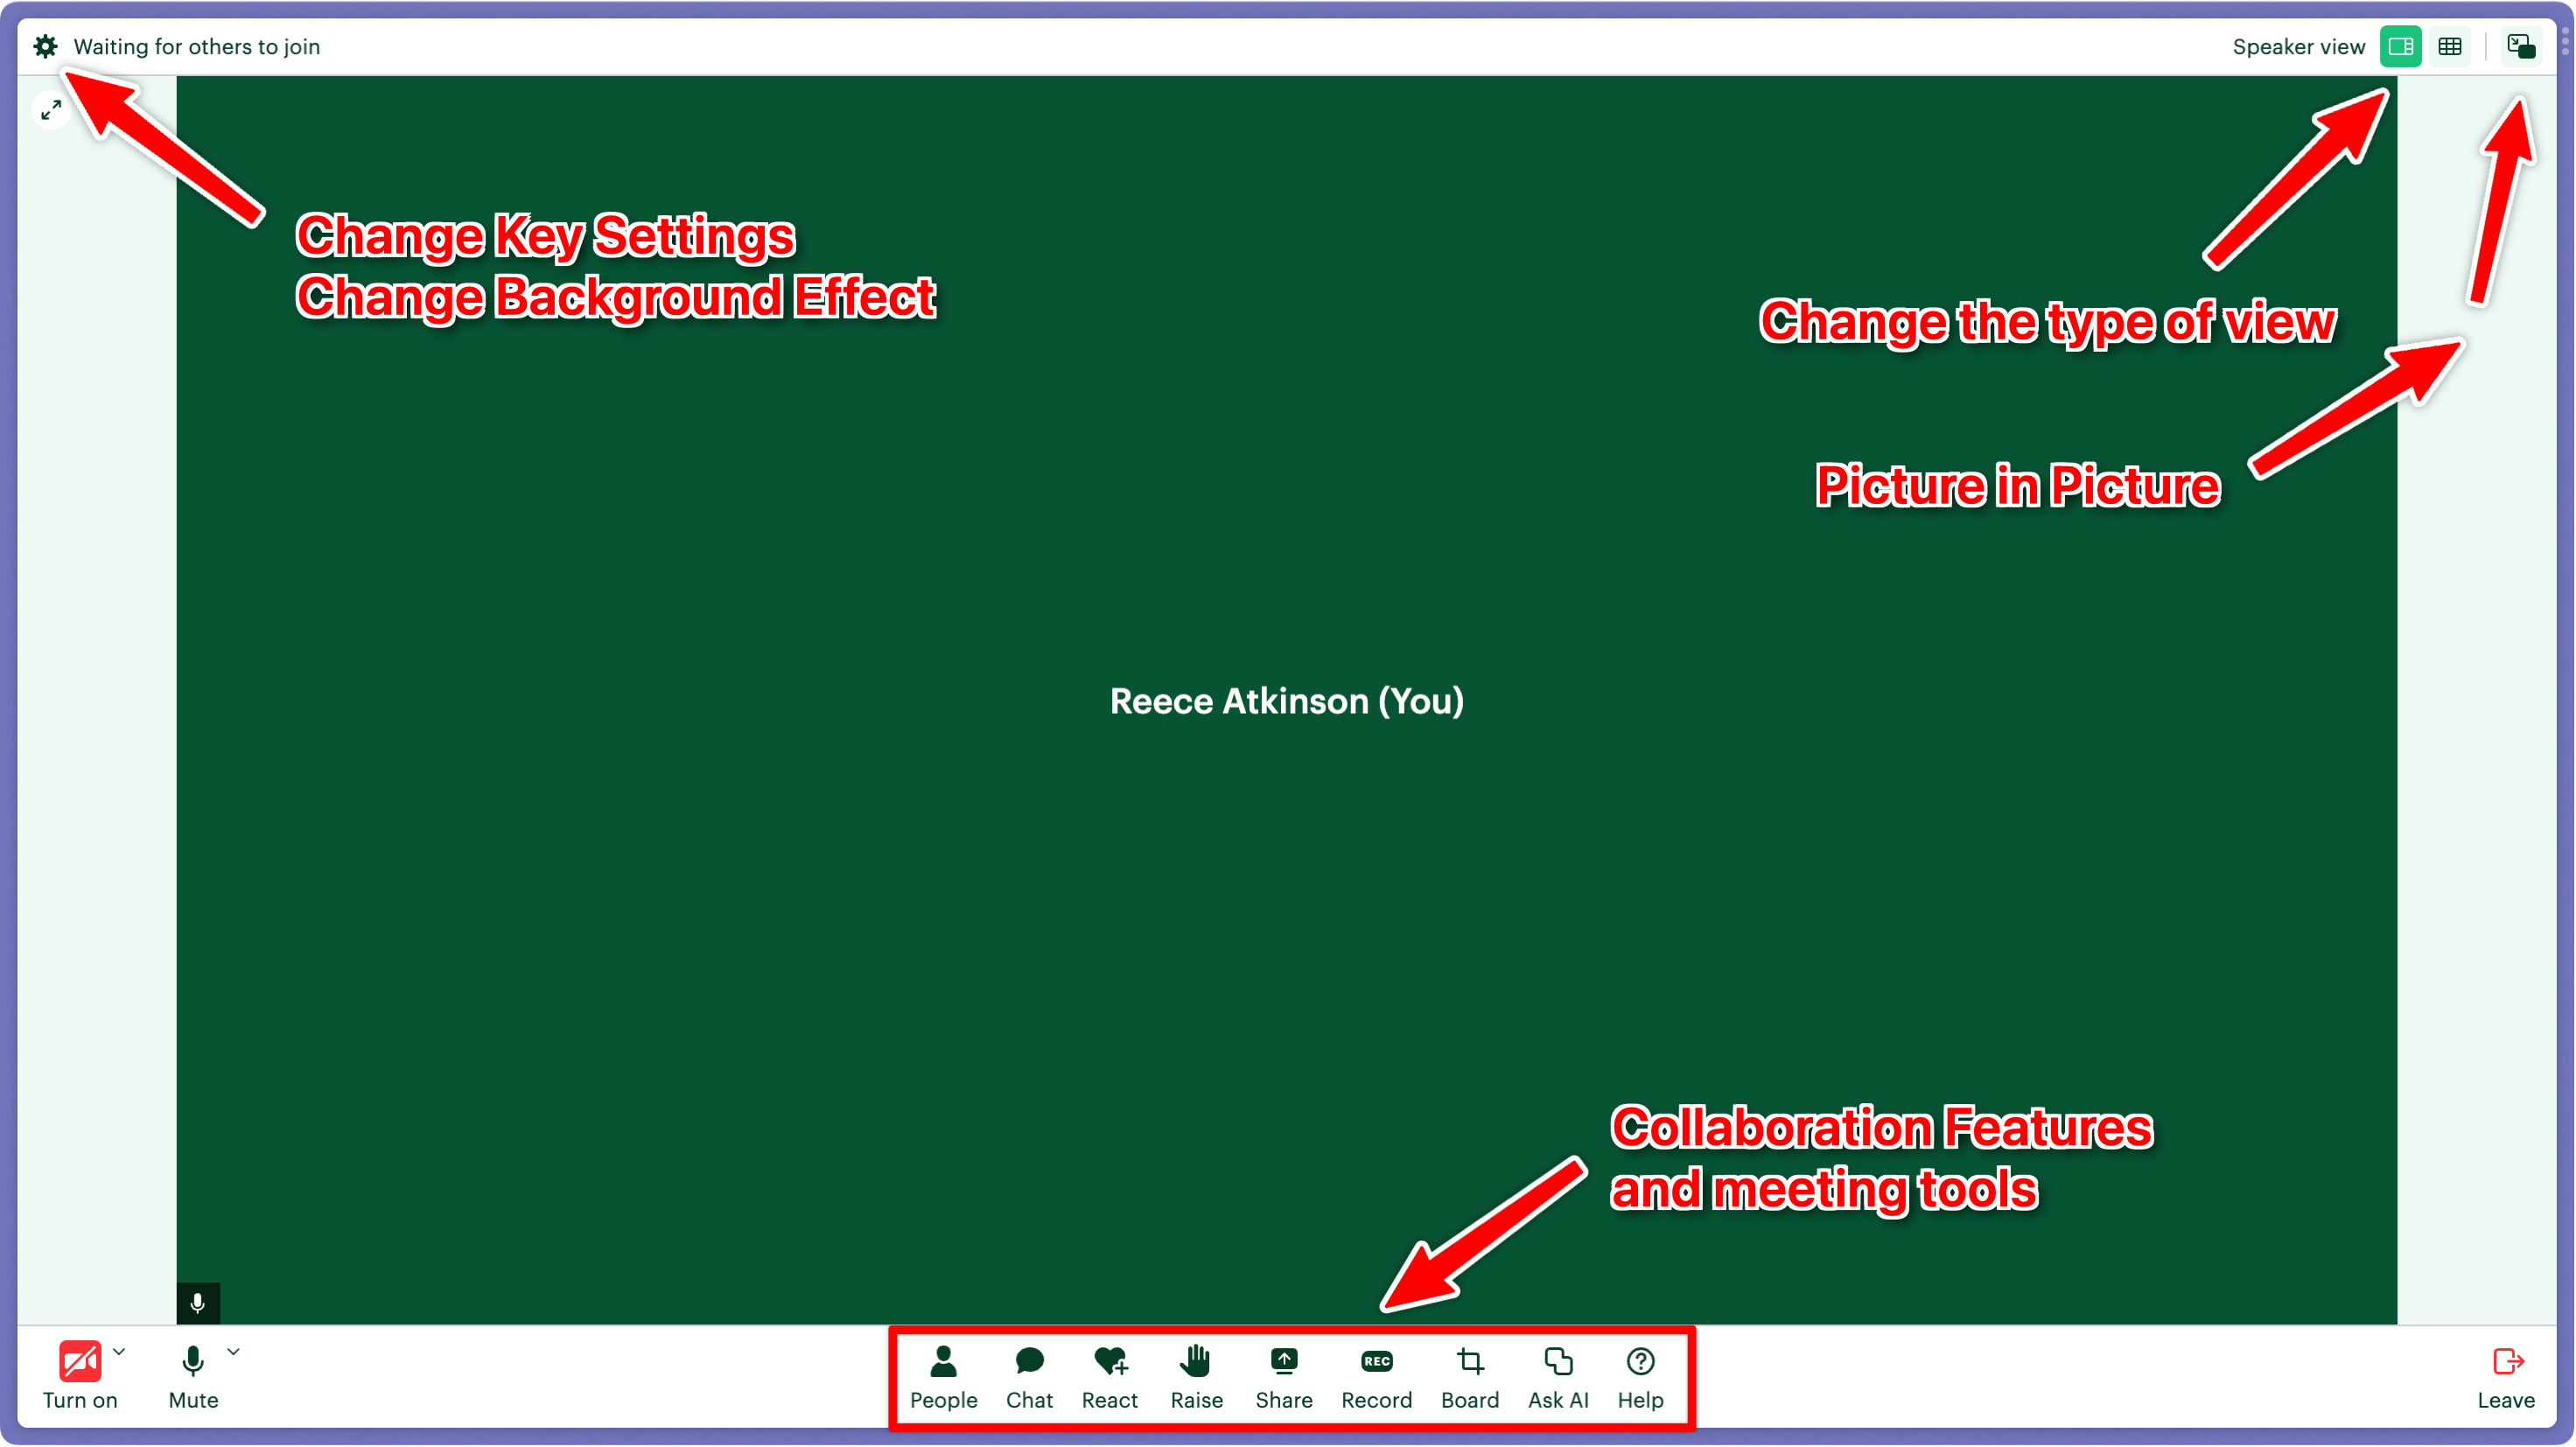 Waiting for others to join
Speaker view
Change Key Settings
Change Background Effect
Change the type of view
Picture in Picture
Reece Atkinson (You)
Collaboration Features
and meeting tools
Turn on
Mute
People
Chat
React
Raise
Share
REC
Record
Board
Ask AI
Help
Leave